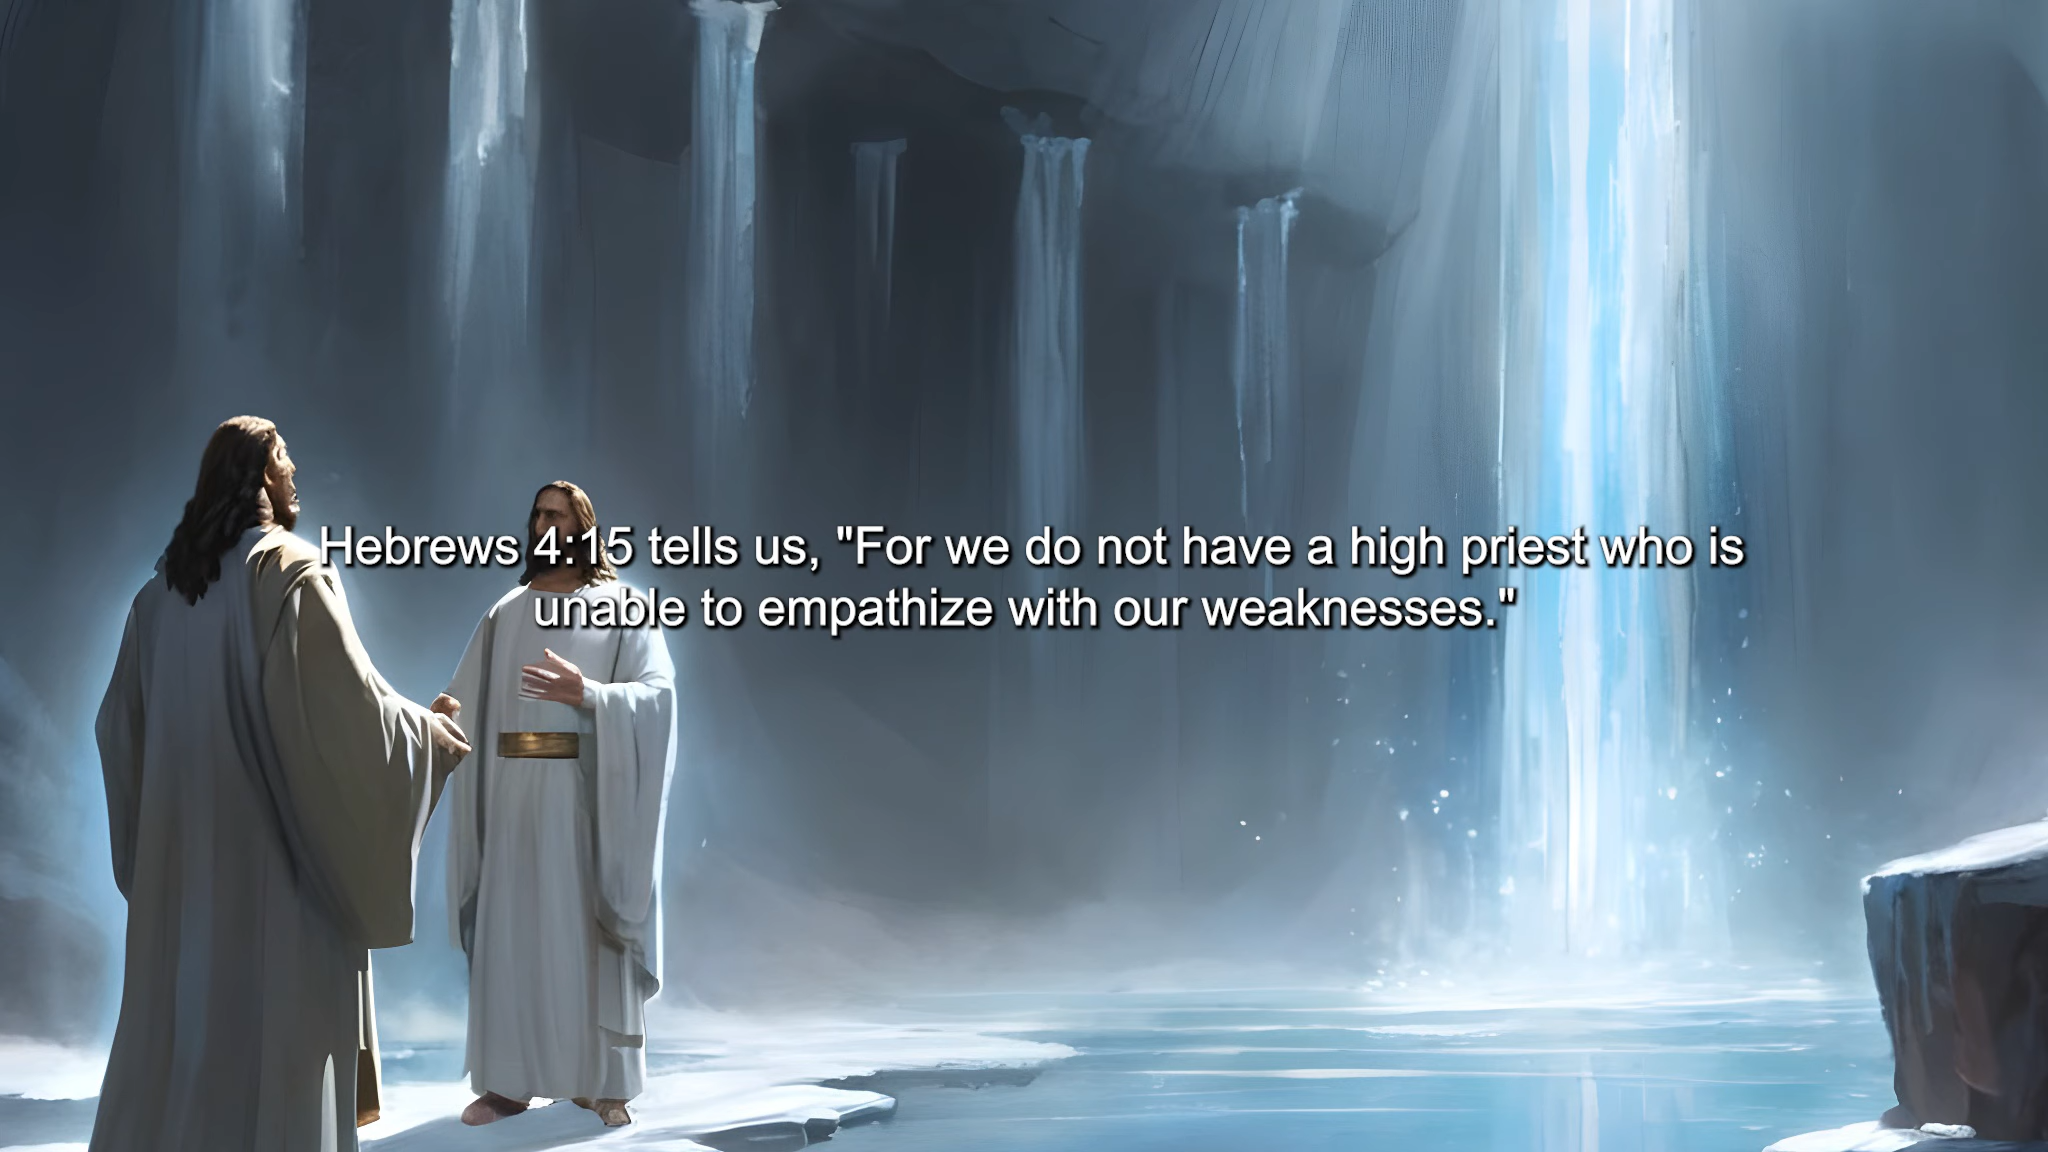 Hebrews 4:15 tells us, "For we do not have a high priest who is
unable to empathize with our weaknesses."